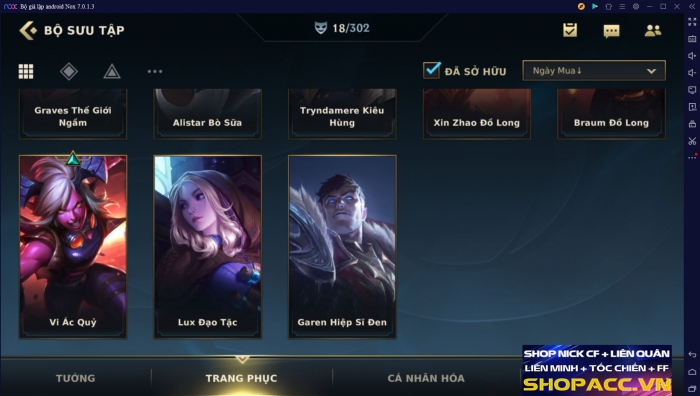 nox Bộ giả lập android Nox 7.0.1.3
BỘ SƯU TẬP
18/302
ĐÃ SỞ HỮU
Ngày Mua↓
Graves Thế Giới
Ngầm
Alistar Bò Sữa
Tryndamere Kiêu
Hùng
Xin Zhao Đồ Long
Braum Đồ Long
Vi Ác Quỷ
Lux Đạo Tặc
Garen Hiệp Sĩ Đen
TƯỚNG
TRANG PHỤC
CÁ NHÂN HÓA
SHOP NICK CF + LIÊN QUÂN
LIÊN MINH + TỐC CHIẾN + FF
SHOPACC.VN